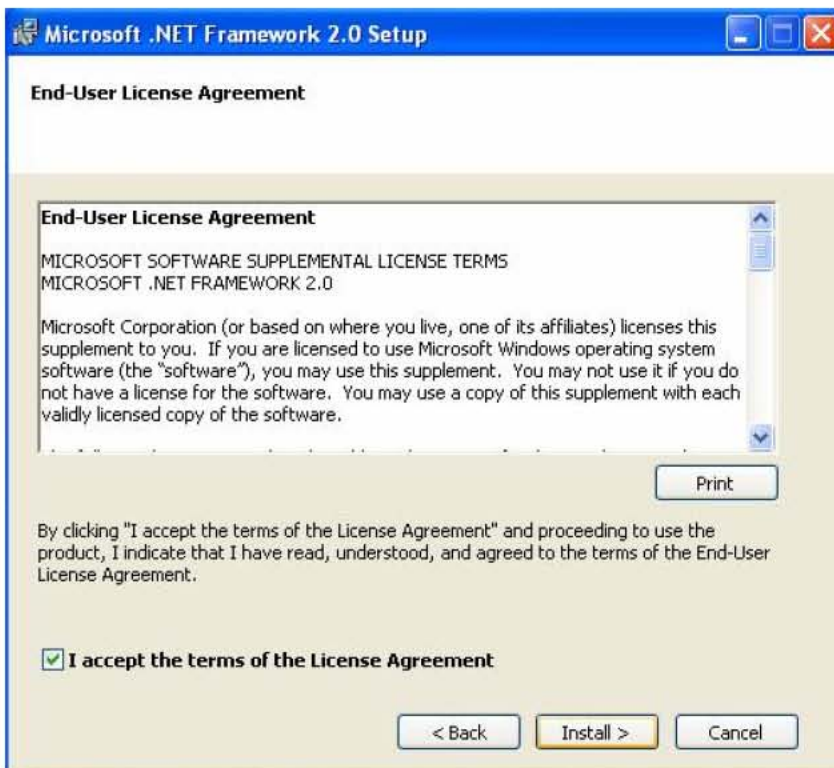 Microsoft .NET Framework 2.0 Setup
End-User License Agreement
End-User License Agreement
MICROSOFT SOFTWARE SUPPLEMENTAL LICENSE TERMS
MICROSOFT .NET FRAMEWORK 2.0
Microsoft Corporation (or based on where you live, one of its affiliates) licenses this
supplement to you.  If you are licensed to use Microsoft Windows operating system
software (the “software”), you may use this supplement.  You may not use it if you do
not have a license for the software.  You may use a copy of this supplement with each
validly licensed copy of the software.
Print
By clicking "I accept the terms of the License Agreement" and proceeding to use the
product, I indicate that I have read, understood, and agreed to the terms of the End-User
License Agreement.
I accept the terms of the License Agreement
< Back
Install >
Cancel